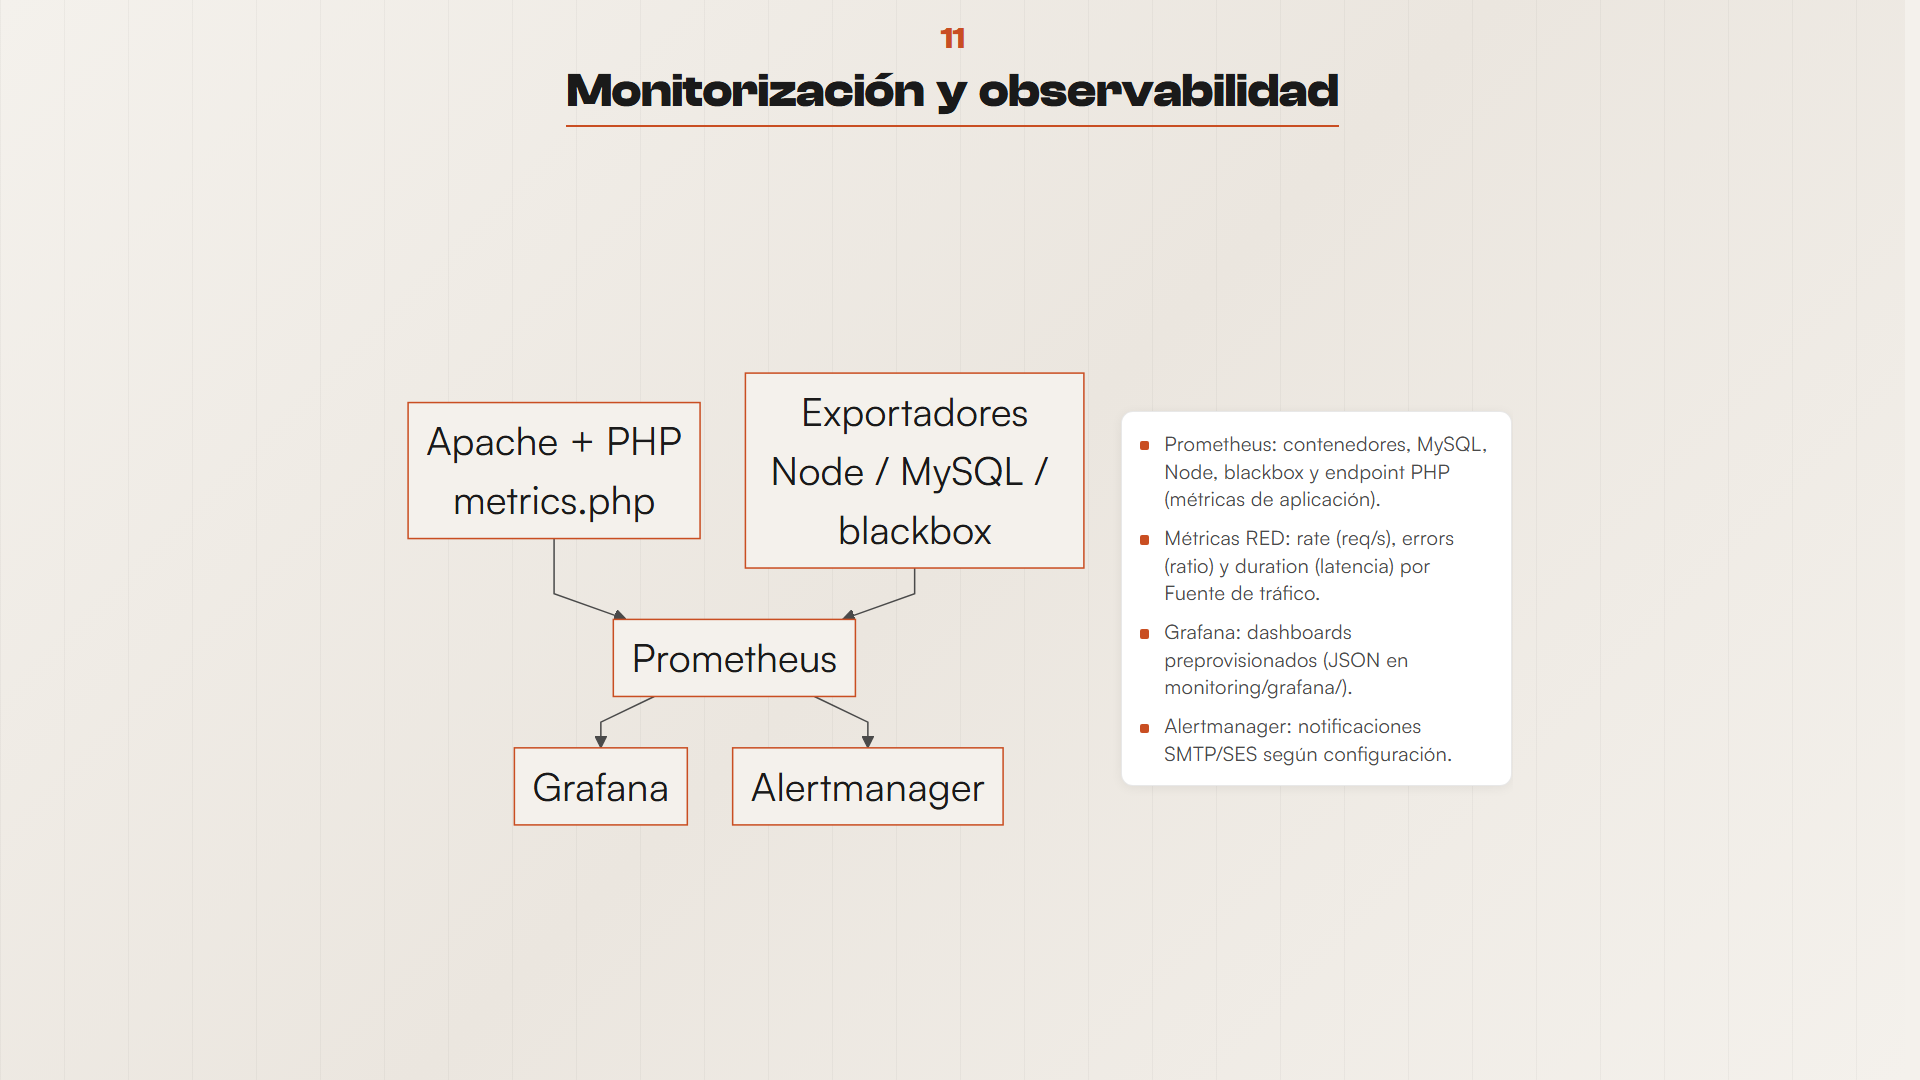 11
Monitorización y observabilidad
Apache + PHP
metrics.php
Exportadores
Node / MySQL /
blackbox
Prometheus
Grafana
Alertmanager
Prometheus: contenedores, MySQL,
Node, blackbox y endpoint PHP
(métricas de aplicación).
Métricas RED: rate (req/s), errors
(ratio) y duration (latencia) por
Fuente de tráfico.
Grafana: dashboards
preprovisionados (JSON en
monitoring/grafana/).
Alertmanager: notificaciones
SMTP/SES según configuración.